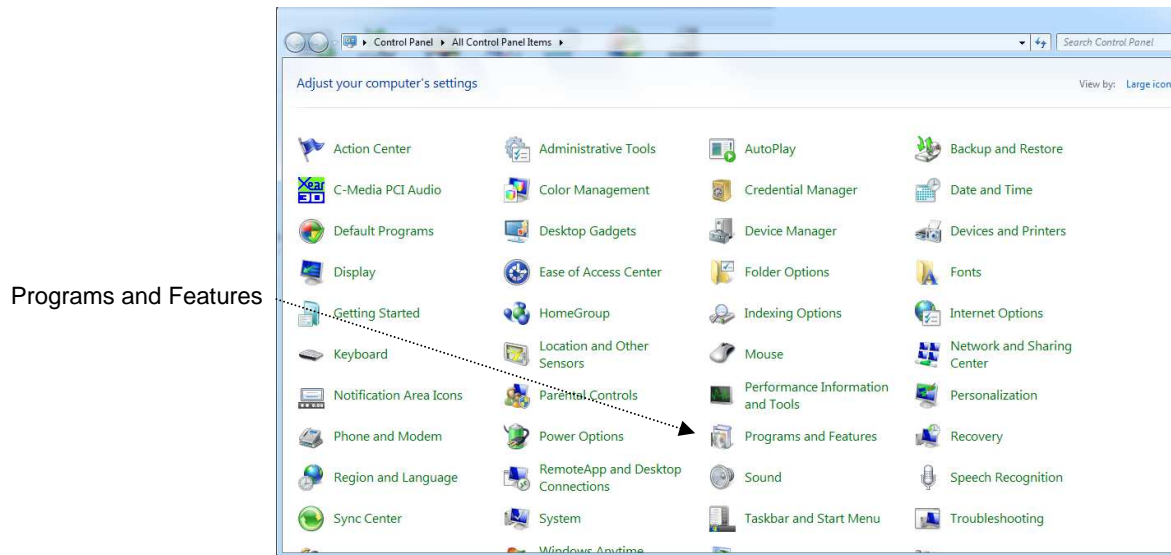 Control Panel All Control Panel Items Search Control Panel
Adjust your computer's settings View by: Large icon
Action Center Administrative Tools AutoPlay Backup and Restore
Xear
3D
C-Media PCI Audio Color Management Credential Manager Date and Time
Default Programs Desktop Gadgets Device Manager Devices and Printers
Display Ease of Access Center Folder Options Fonts
Programs and Features
Getting Started HomeGroup Indexing Options Internet Options
Keyboard
Location and Other
Sensors
Mouse
Network and Sharing
Center
Notification Area Icons Parental Controls
Performance Information
and Tools
Personalization
Phone and Modem Power Options Programs and Features Recovery
Region and Language
RemoteApp and Desktop
Connections
Sound Speech Recognition
Sync Center System Taskbar and Start Menu Troubleshooting
Windows Anytime